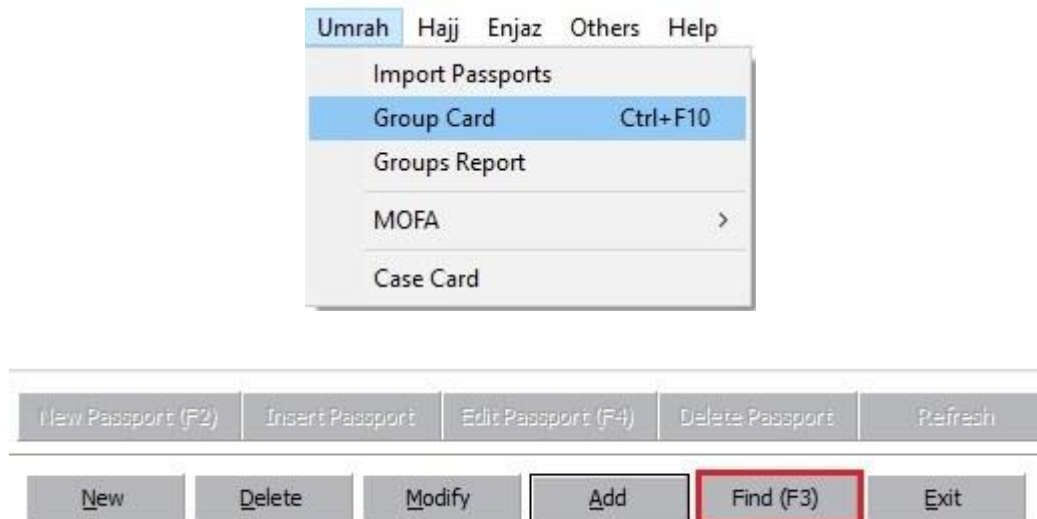 Umrah Hajj Enjaz Others Help
Import Passports
Group Card Ctrl+F10
Groups Report
MOFA >
Case Card
New Passport (F2) Insert Passport Edit Passport (F4) Delete Passport Refresh
New Delete Modify Add Find (F3) Exit